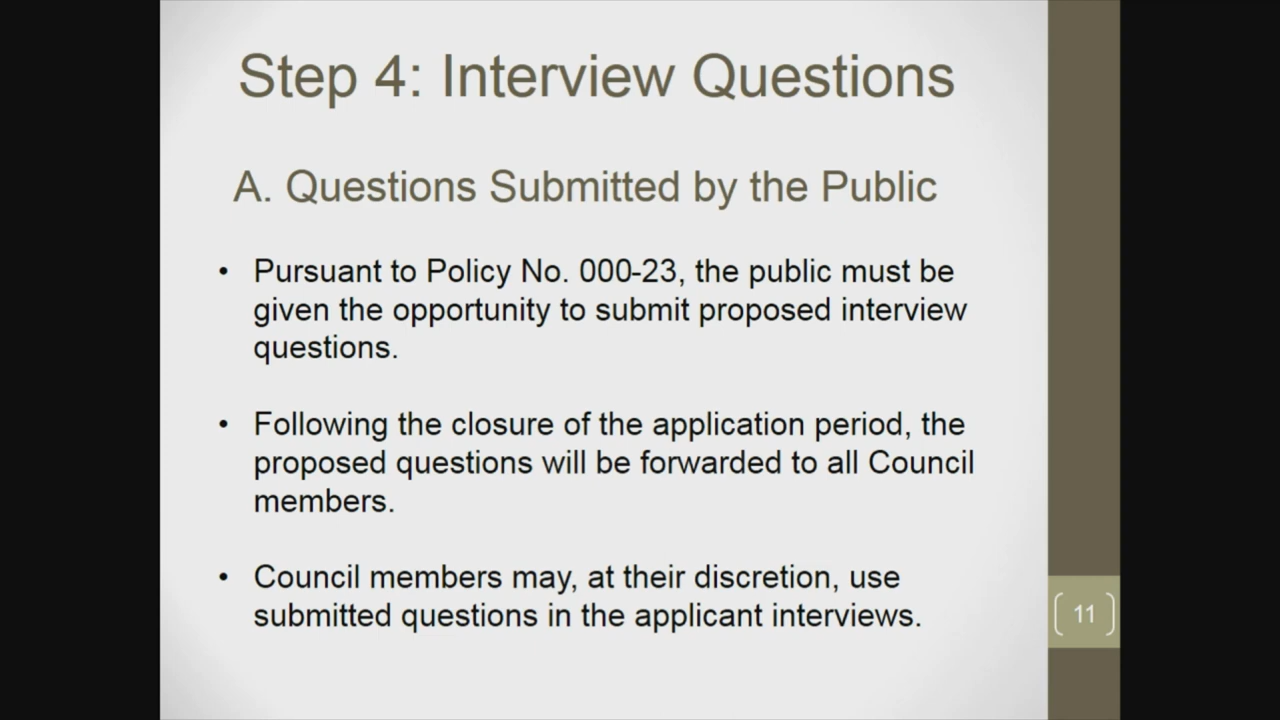 Step 4: Interview Questions
A. Questions Submitted by the Public
• Pursuant to Policy No. 000-23, the public must be
given the opportunity to submit proposed interview
questions.
• Following the closure of the application period, the
proposed questions will be forwarded to all Council
members.
• Council members may, at their discretion, use
submitted questions in the applicant interviews.
11